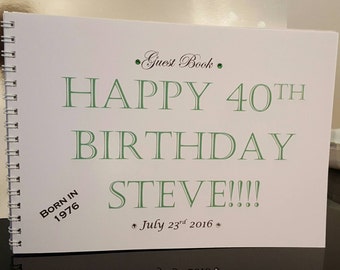 Guest Book
HAPPY 40TH
BIRTHDAY
STEVE!!!!
BORN IN
1976
July 23rd 2016